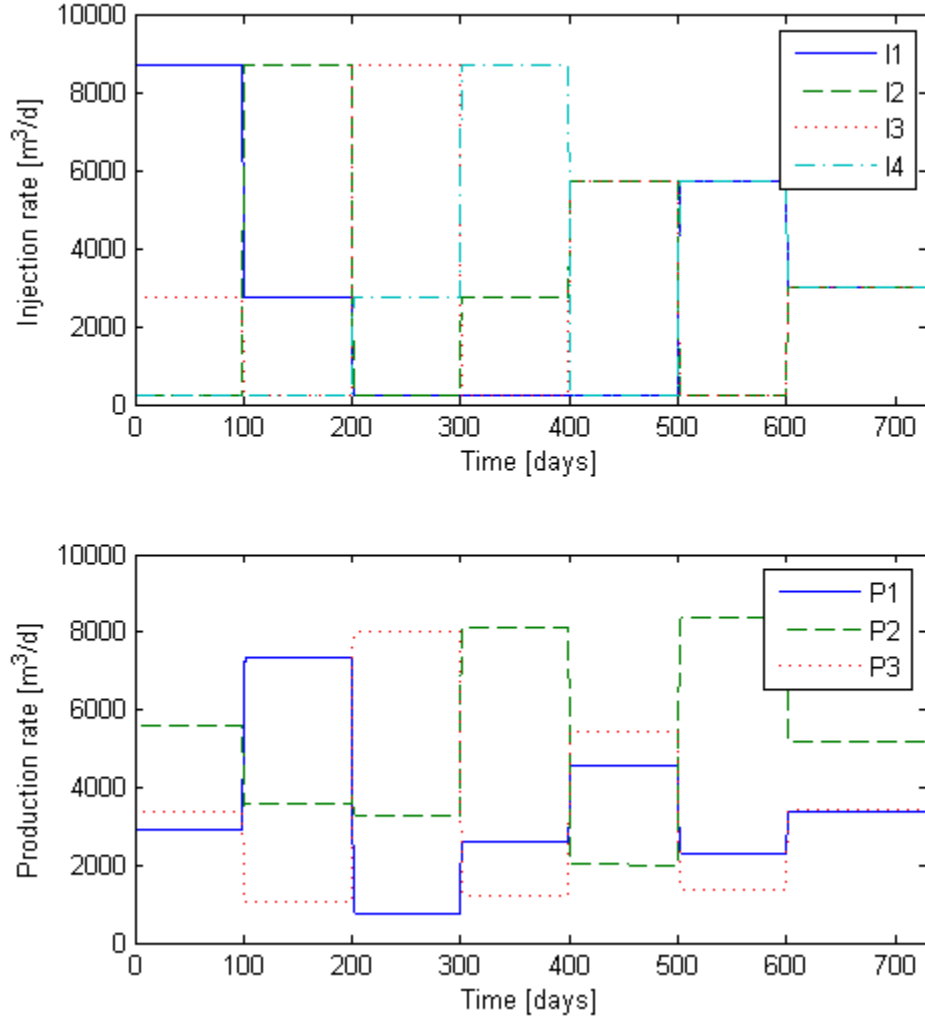 10000
8000
6000
4000
2000
0
Injection rate [m³/d]
I1
I2
I3
I4
0 100 200 300 400 500 600 700
Time [days]
10000
8000
6000
4000
2000
0
Production rate [m³/d]
P1
P2
P3
0 100 200 300 400 500 600 700
Time [days]